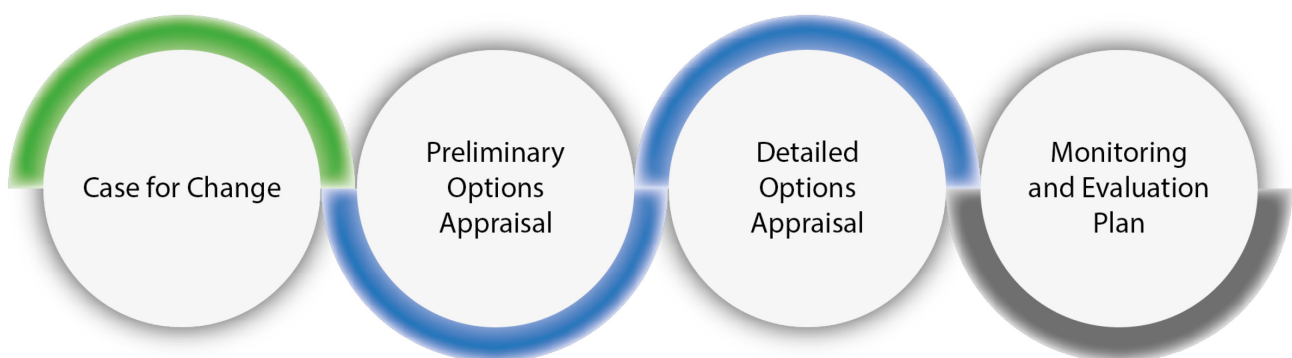 Case for Change
Preliminary
Options
Appraisal
Detailed
Options
Appraisal
Monitoring
and Evaluation
Plan